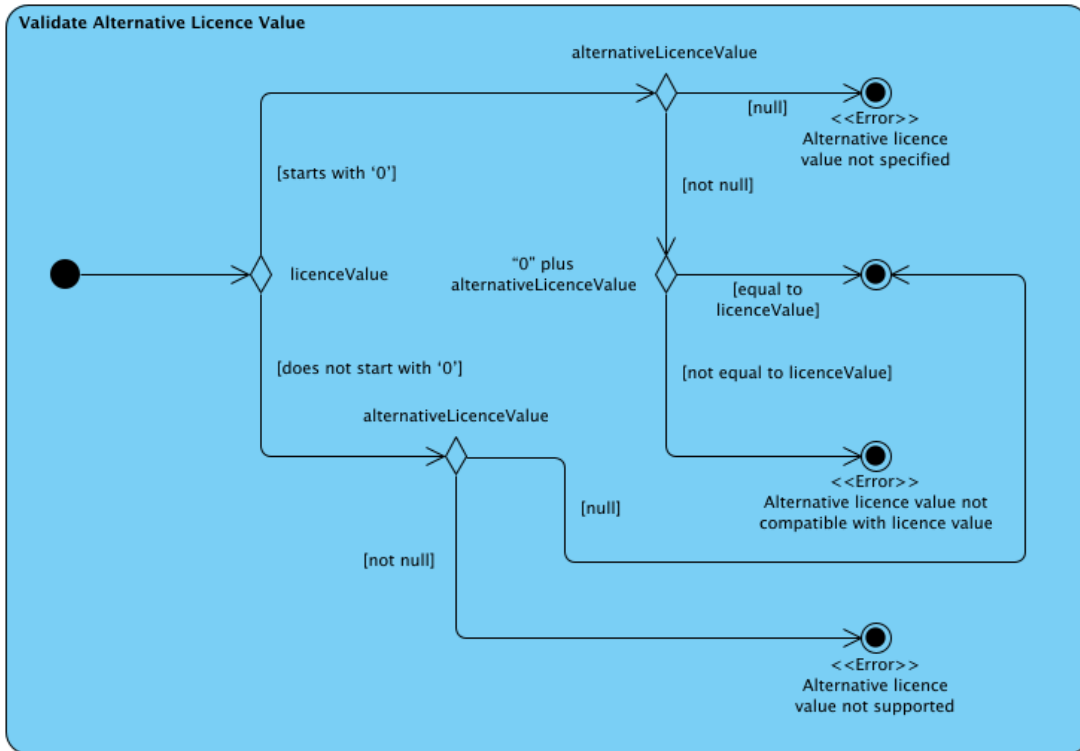 Validate Alternative Licence Value
alternativeLicenceValue
[null]
<<Error>>
Alternative licence
value not specified
[starts with ‘0’]
[not null]
licenceValue
“0” plus
alternativeLicenceValue
[equal to
licenceValue]
[does not start with ‘0’]
[not equal to licenceValue]
alternativeLicenceValue
<<Error>>
Alternative licence value not
compatible with licence value
[null]
[not null]
<<Error>>
Alternative licence
value not supported